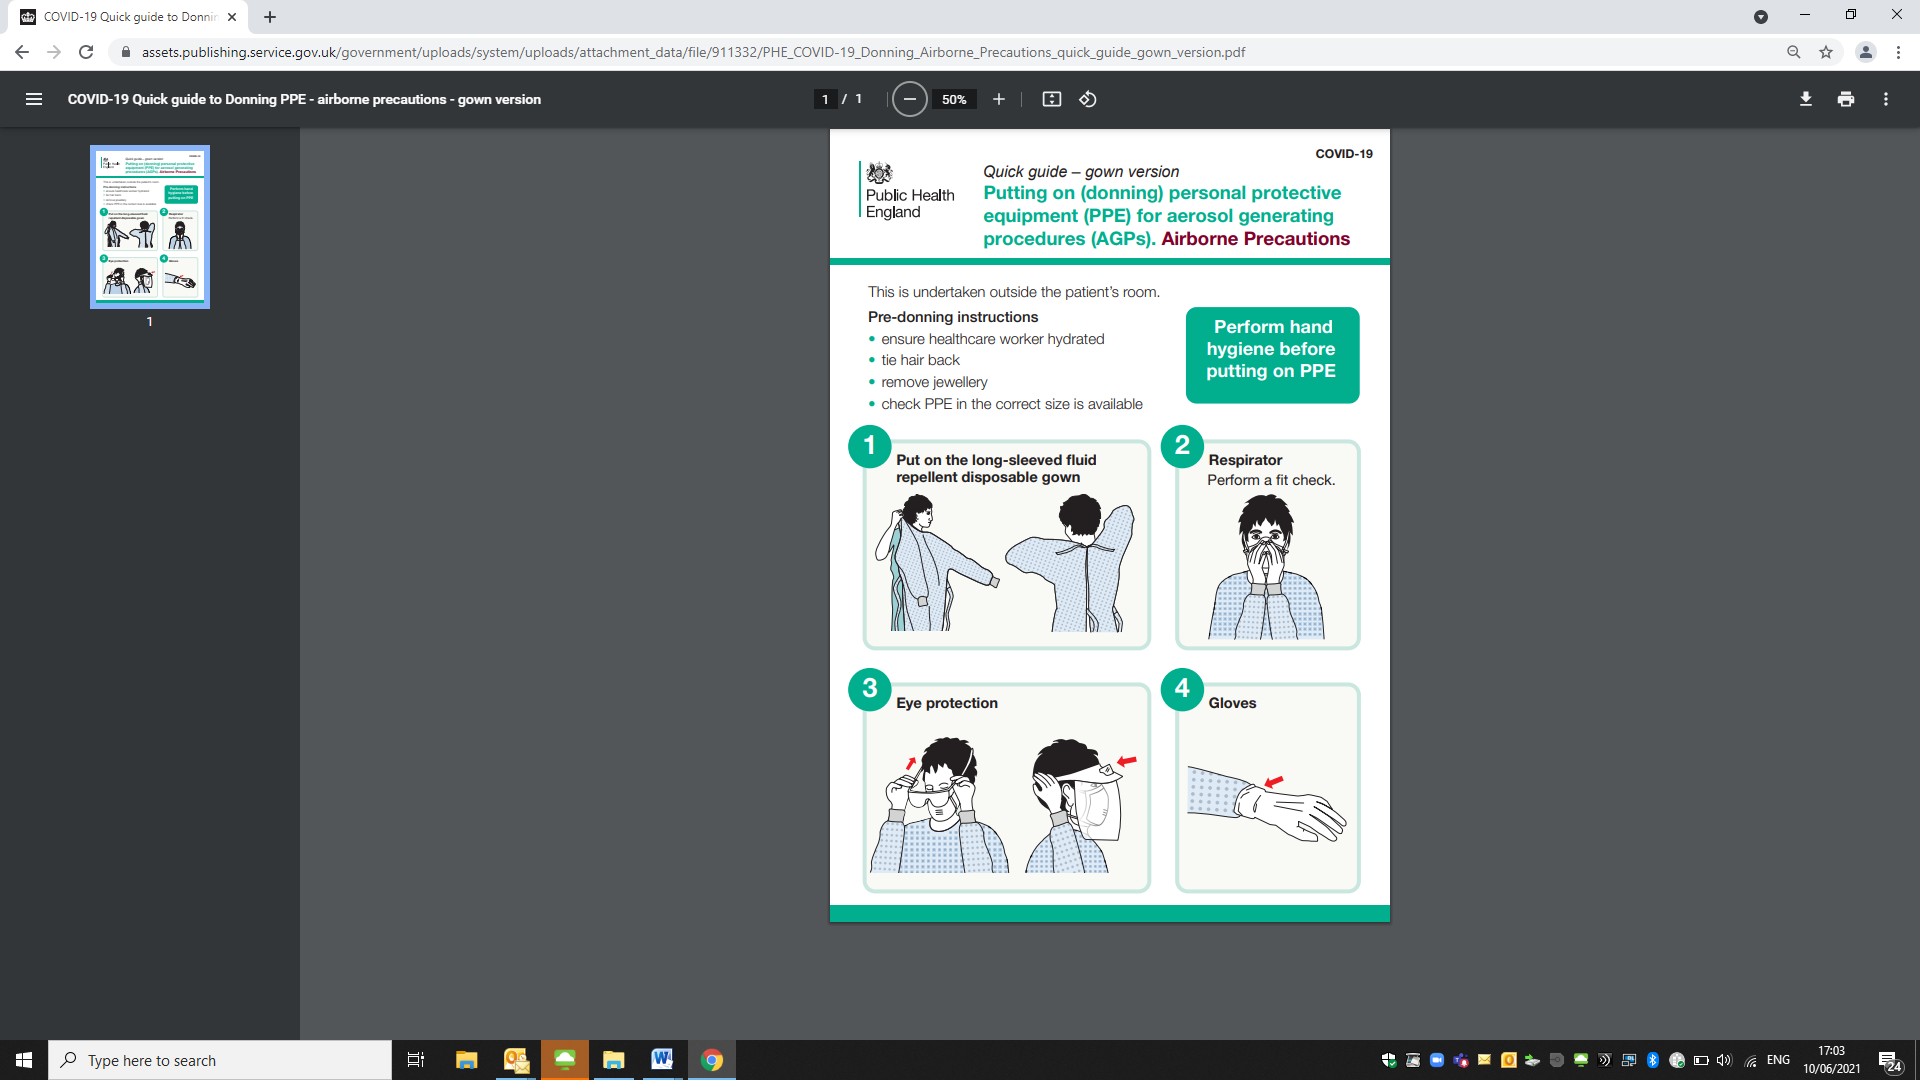 COVID-19 Quick guide to Donnin
assets.publishing.service.gov.uk/government/uploads/system/uploads/attachment_data/file/911332/PHE_COVID-19_Donning_Airborne_Precautions_quick_guide_gown_version.pdf
COVID-19 Quick guide to Donning PPE - airborne precautions - gown version
1 / 1
50%
1
COVID-19
Public Health
England
Quick guide – gown version
Putting on (donning) personal protective
equipment (PPE) for aerosol generating
procedures (AGPs). Airborne Precautions
This is undertaken outside the patient’s room.
Pre-donning instructions
• ensure healthcare worker hydrated
• tie hair back
• remove jewellery
• check PPE in the correct size is available
Perform hand
hygiene before
putting on PPE
1
Put on the long-sleeved fluid
repellent disposable gown
2
Respirator
Perform a fit check.
3
Eye protection
4
Gloves
Type here to search
ENG
17:03
10/06/2021
24